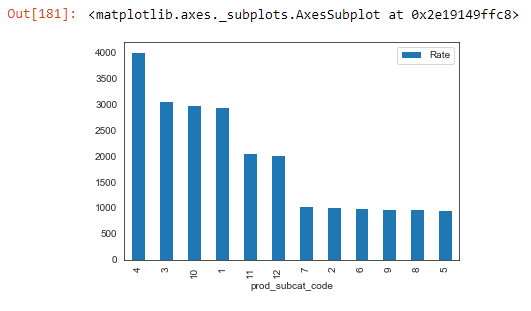 Out[181]: <matplotlib.axes._subplots.AxesSubplot at 0x2e19149ffc8>
Rate
4000
3500
3000
2500
2000
1500
1000
500
0
4 3 10 1 11 12 7 2 6 9 8 5
prod_subcat_code